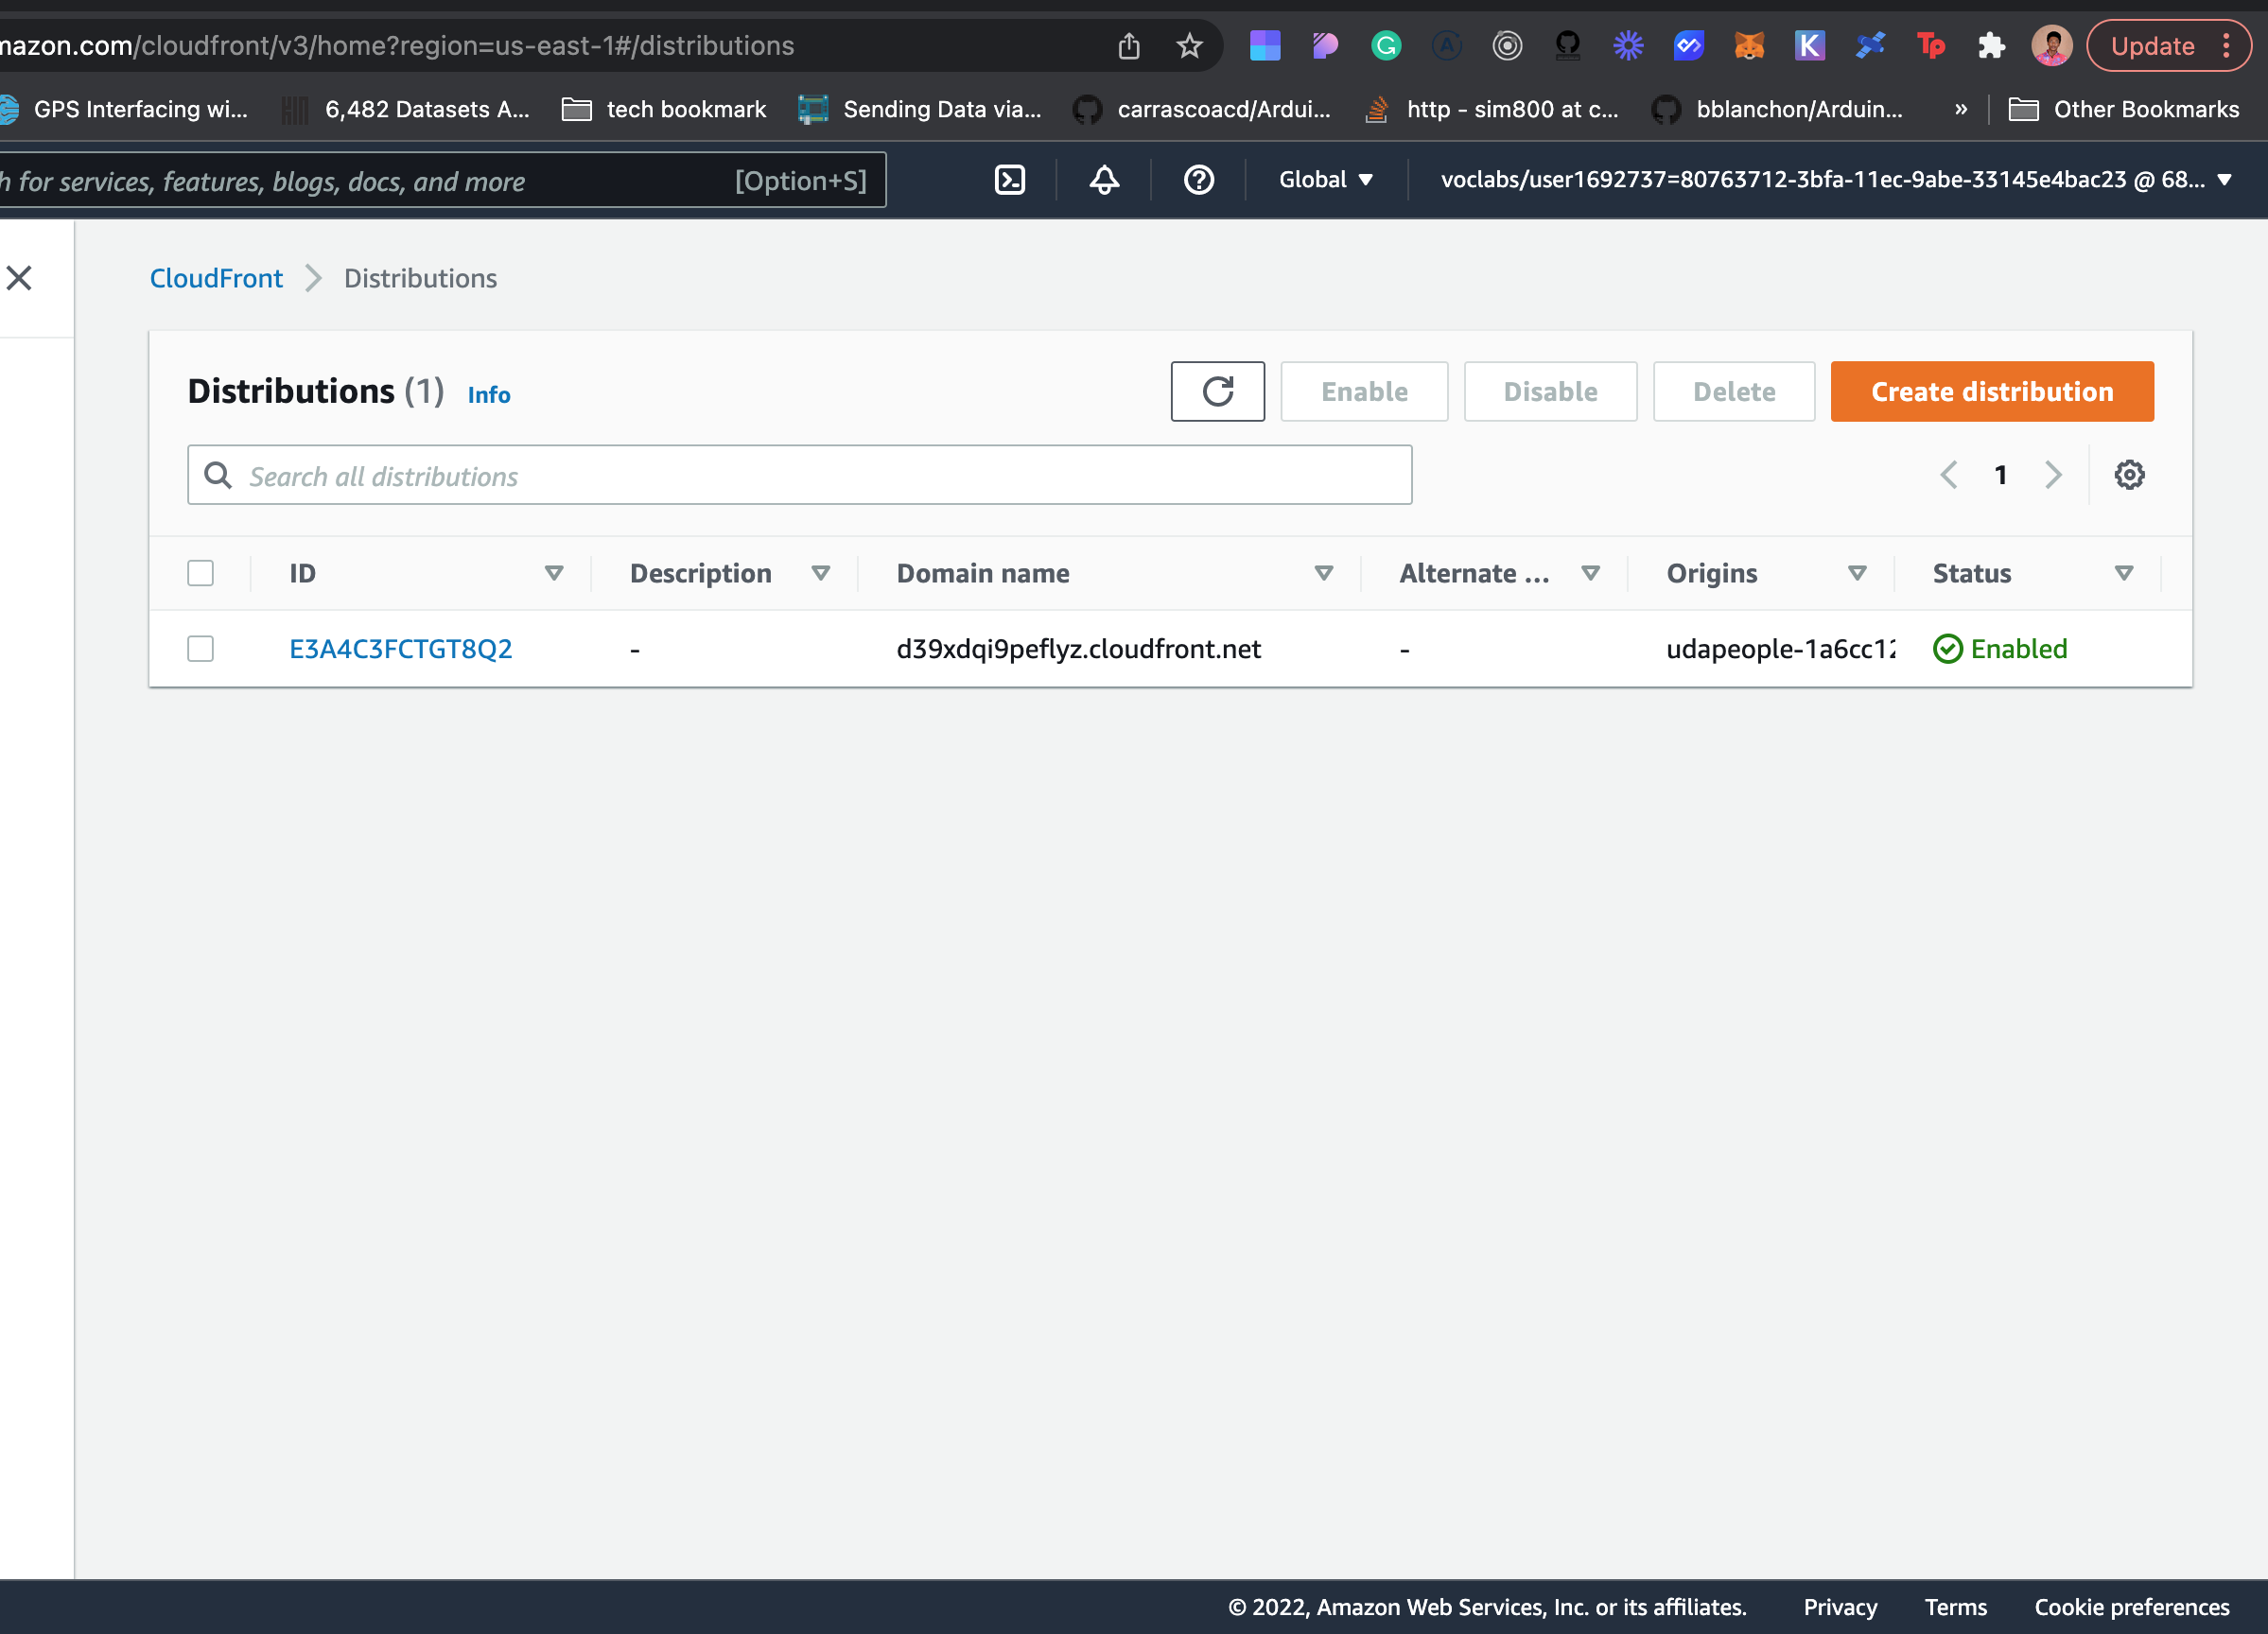 mazon.com/cloudfront/v3/home?region=us-east-1#/distributions
Update
GPS Interfacing wi... 6,482 Datasets A... tech bookmark Sending Data via... carrascoacd/Ardui... http - sim800 at c... bblanchon/Arduin... » Other Bookmarks
h for services, features, blogs, docs, and more [Option+S] Global voclabs/user1692737=80763712-3bfa-11ec-9abe-33145e4bac23 @ 68...
CloudFront Distributions
Distributions (1) Info Enable Disable Delete Create distribution
Search all distributions 1
ID Description Domain name Alternate ... Origins Status
E3A4C3FCTGT8Q2 - d39xdqi9peflyz.cloudfront.net - udapeople-1a6cc12 Enabled
© 2022, Amazon Web Services, Inc. or its affiliates. Privacy Terms Cookie preferences